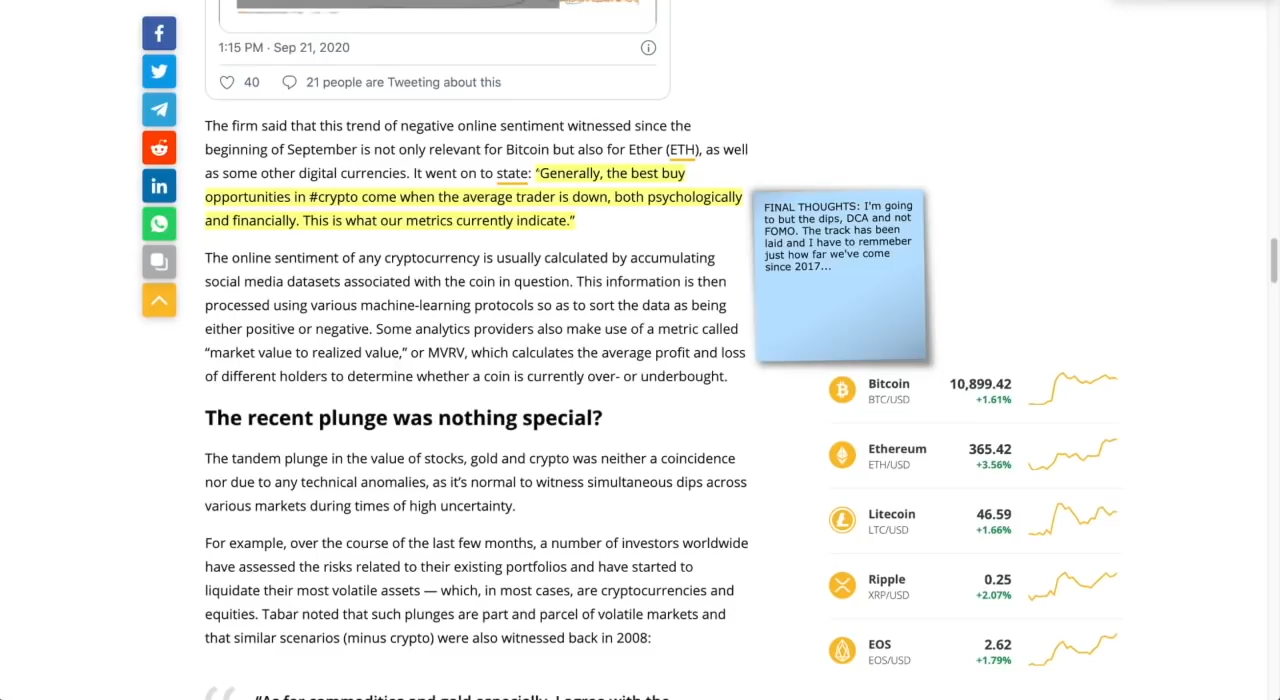 1:15 PM · Sep 21, 2020
40
21 people are Tweeting about this
The firm said that this trend of negative online sentiment witnessed since the
beginning of September is not only relevant for Bitcoin but also for Ether (ETH), as well
as some other digital currencies. It went on to state: “Generally, the best buy
opportunities in #crypto come when the average trader is down, both psychologically
and financially. This is what our metrics currently indicate.”
FINAL THOUGHTS: I'm going
to but the dips, DCA and not
FOMO. The track has been
laid and I have to remmeber
just how far we've come
since 2017...
The online sentiment of any cryptocurrency is usually calculated by accumulating
social media datasets associated with the coin in question. This information is then
processed using various machine-learning protocols so as to sort the data as being
either positive or negative. Some analytics providers also make use of a metric called
“market value to realized value,” or MVRV, which calculates the average profit and loss
of different holders to determine whether a coin is currently over- or underbought.
The recent plunge was nothing special?
The tandem plunge in the value of stocks, gold and crypto was neither a coincidence
nor due to any technical anomalies, as it’s normal to witness simultaneous dips across
various markets during times of high uncertainty.
For example, over the course of the last few months, a number of investors worldwide
have assessed the risks related to their existing portfolios and have started to
liquidate their most volatile assets — which, in most cases, are cryptocurrencies and
equities. Tabar noted that such plunges are part and parcel of volatile markets and
that similar scenarios (minus crypto) were also witnessed back in 2008:
“As for commodities and gold especially, I agree with the
Bitcoin 10,899.42
BTC/USD +1.61%
Ethereum 365.42
ETH/USD +3.56%
Litecoin 46.59
LTC/USD +1.66%
Ripple 0.25
XRP/USD +2.07%
EOS 2.62
EOS/USD +1.79%